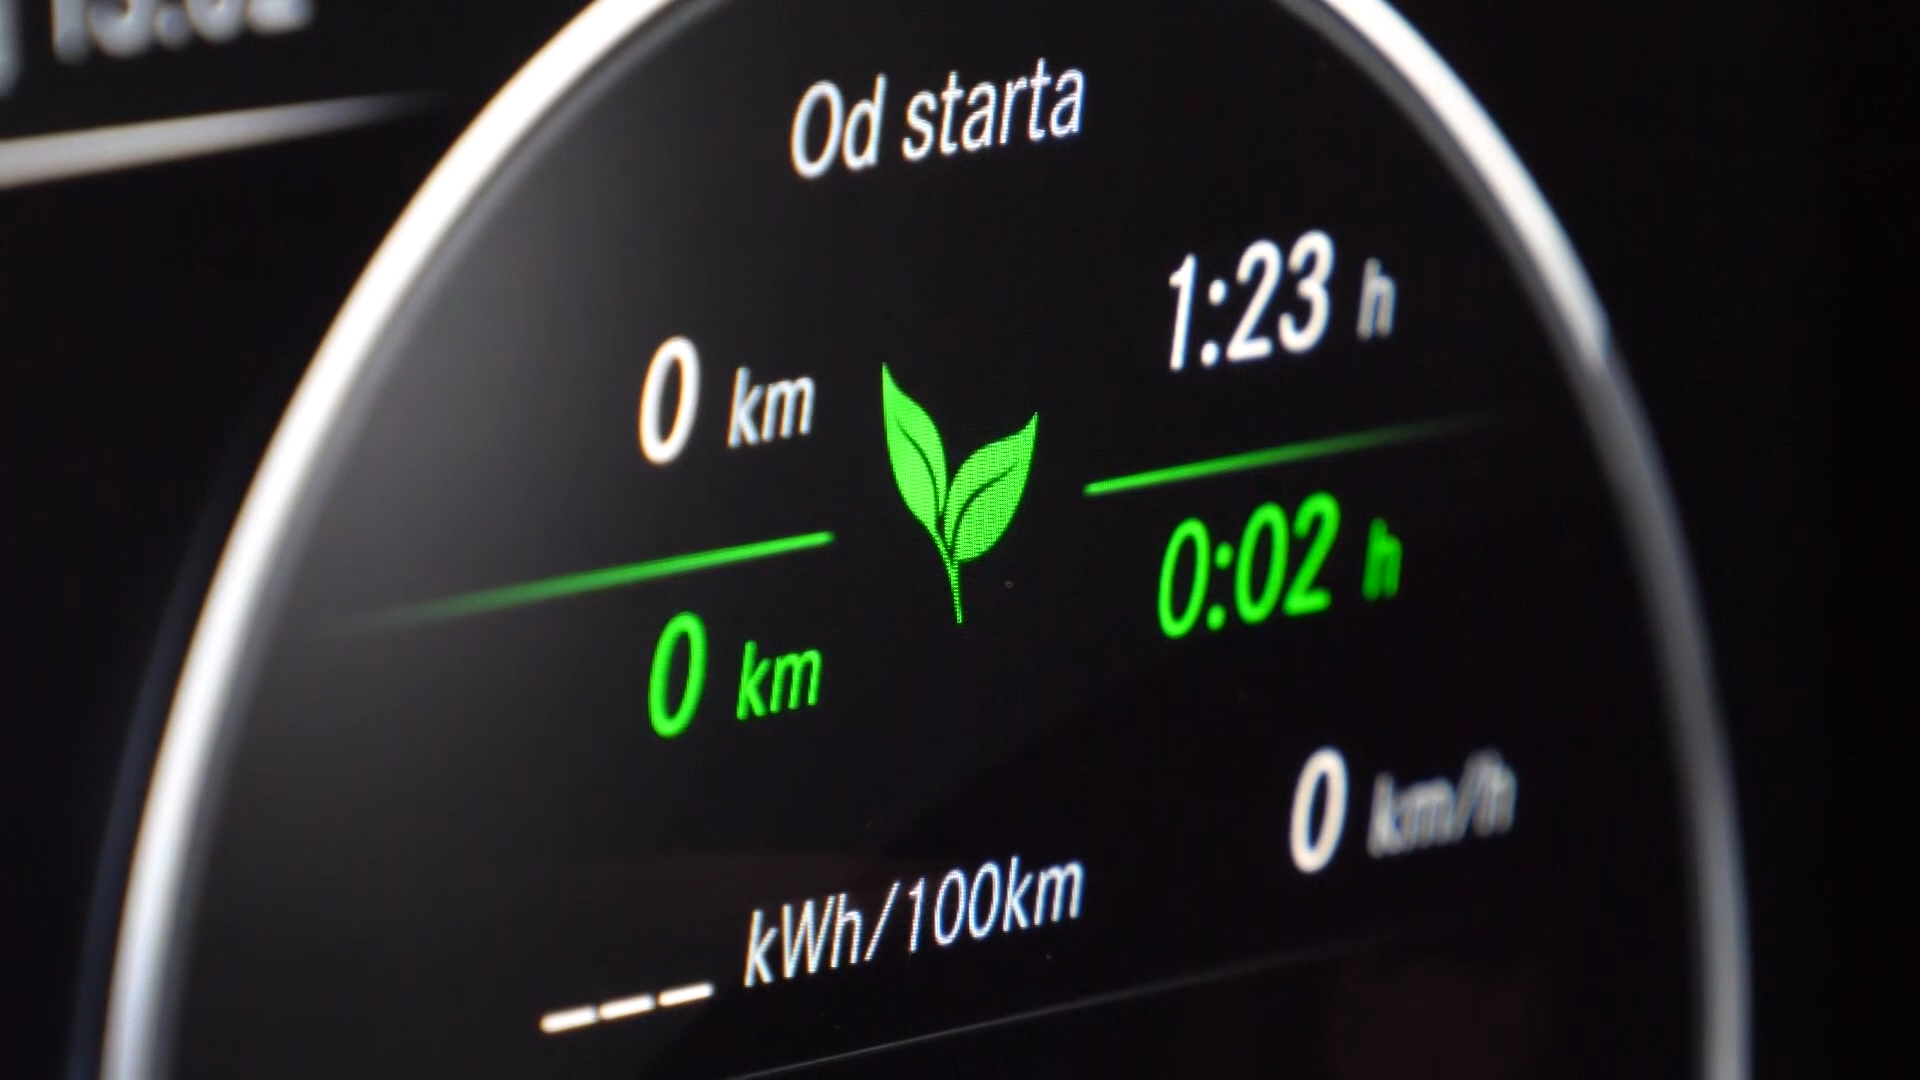 Od starta
0 km
1:23 h
0 km
0:02 h
0 km/h
--- kWh/100km